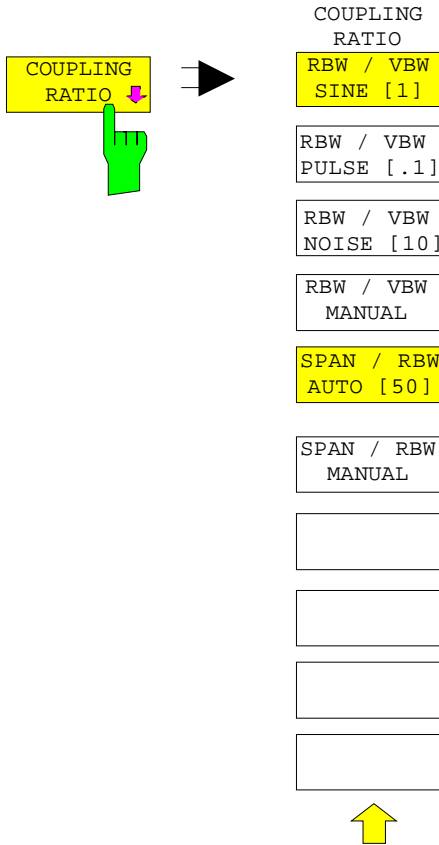 COUPLING
RATIO
COUPLING
RATIO
RBW / VBW
SINE [1]
RBW / VBW
PULSE [.1]
RBW / VBW
NOISE [10]
RBW / VBW
MANUAL
SPAN / RBW
AUTO [50]
SPAN / RBW
MANUAL